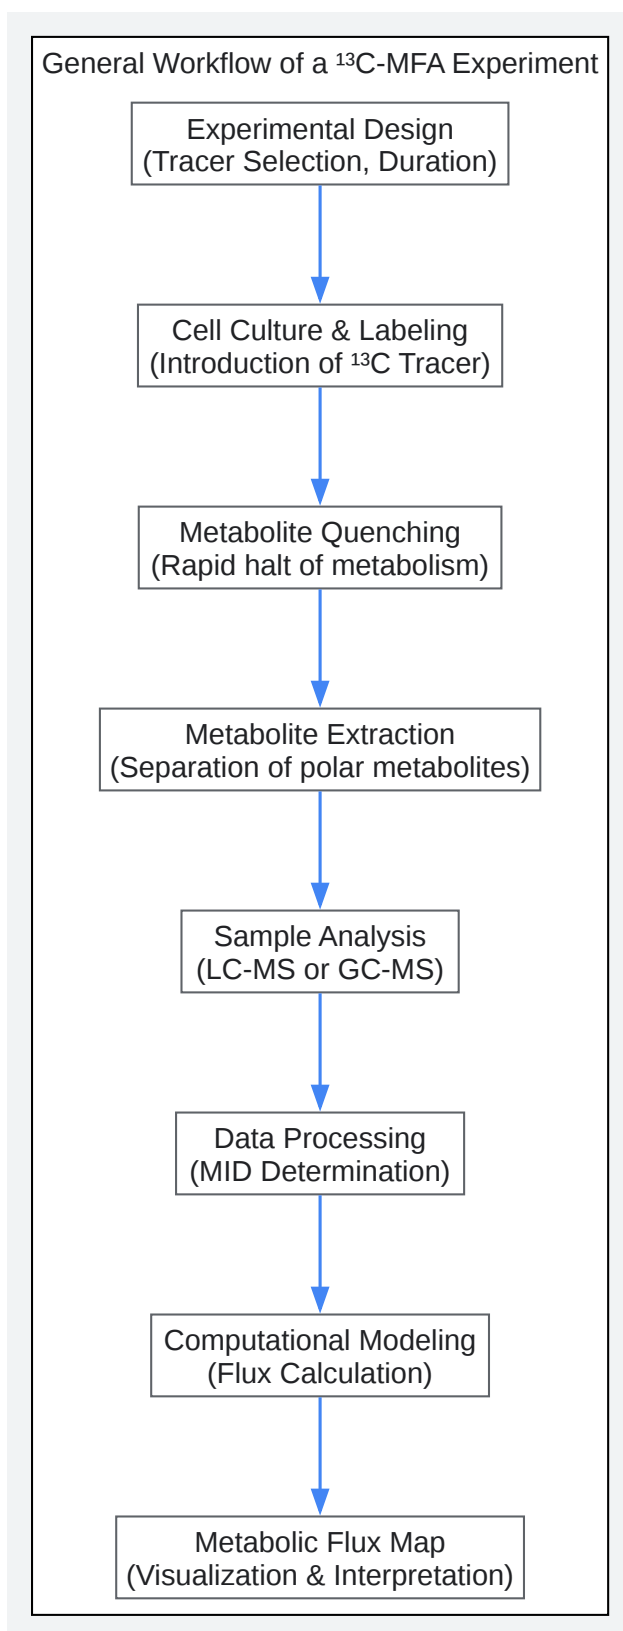 General Workflow of a ¹³C-MFA Experiment
Experimental Design
(Tracer Selection, Duration)
Cell Culture & Labeling
(Introduction of ¹³C Tracer)
Metabolite Quenching
(Rapid halt of metabolism)
Metabolite Extraction
(Separation of polar metabolites)
Sample Analysis
(LC-MS or GC-MS)
Data Processing
(MID Determination)
Computational Modeling
(Flux Calculation)
Metabolic Flux Map
(Visualization & Interpretation)